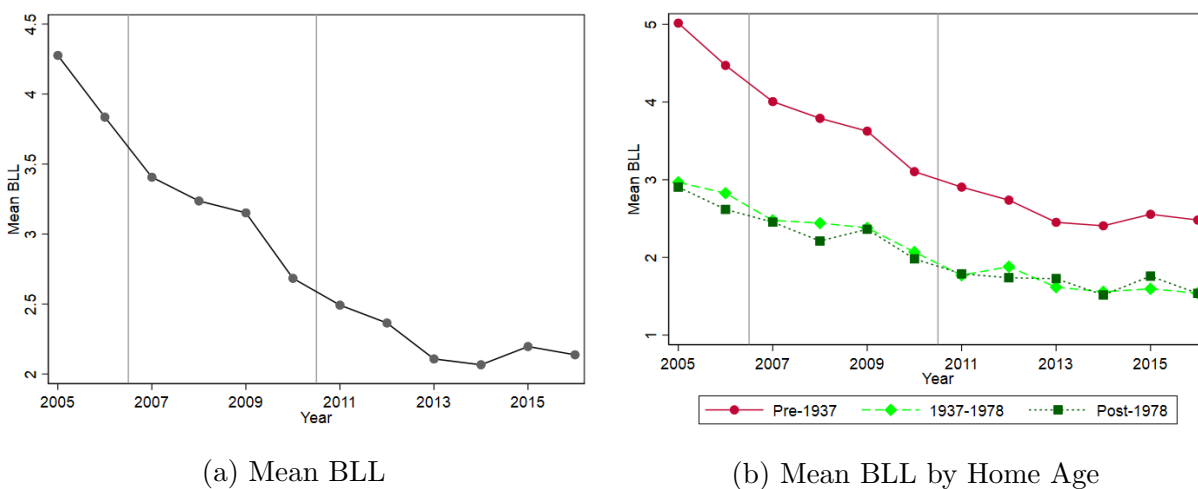 4.5
4
3.5
3
2.5
2
Mean BLL
2005 2007 2009 2011 2013 2015
Year
(a) Mean BLL
5
4
3
2
1
Mean BLL
2005 2007 2009 2011 2013 2015
Year
Pre-1937 1937-1978 Post-1978
(b) Mean BLL by Home Age